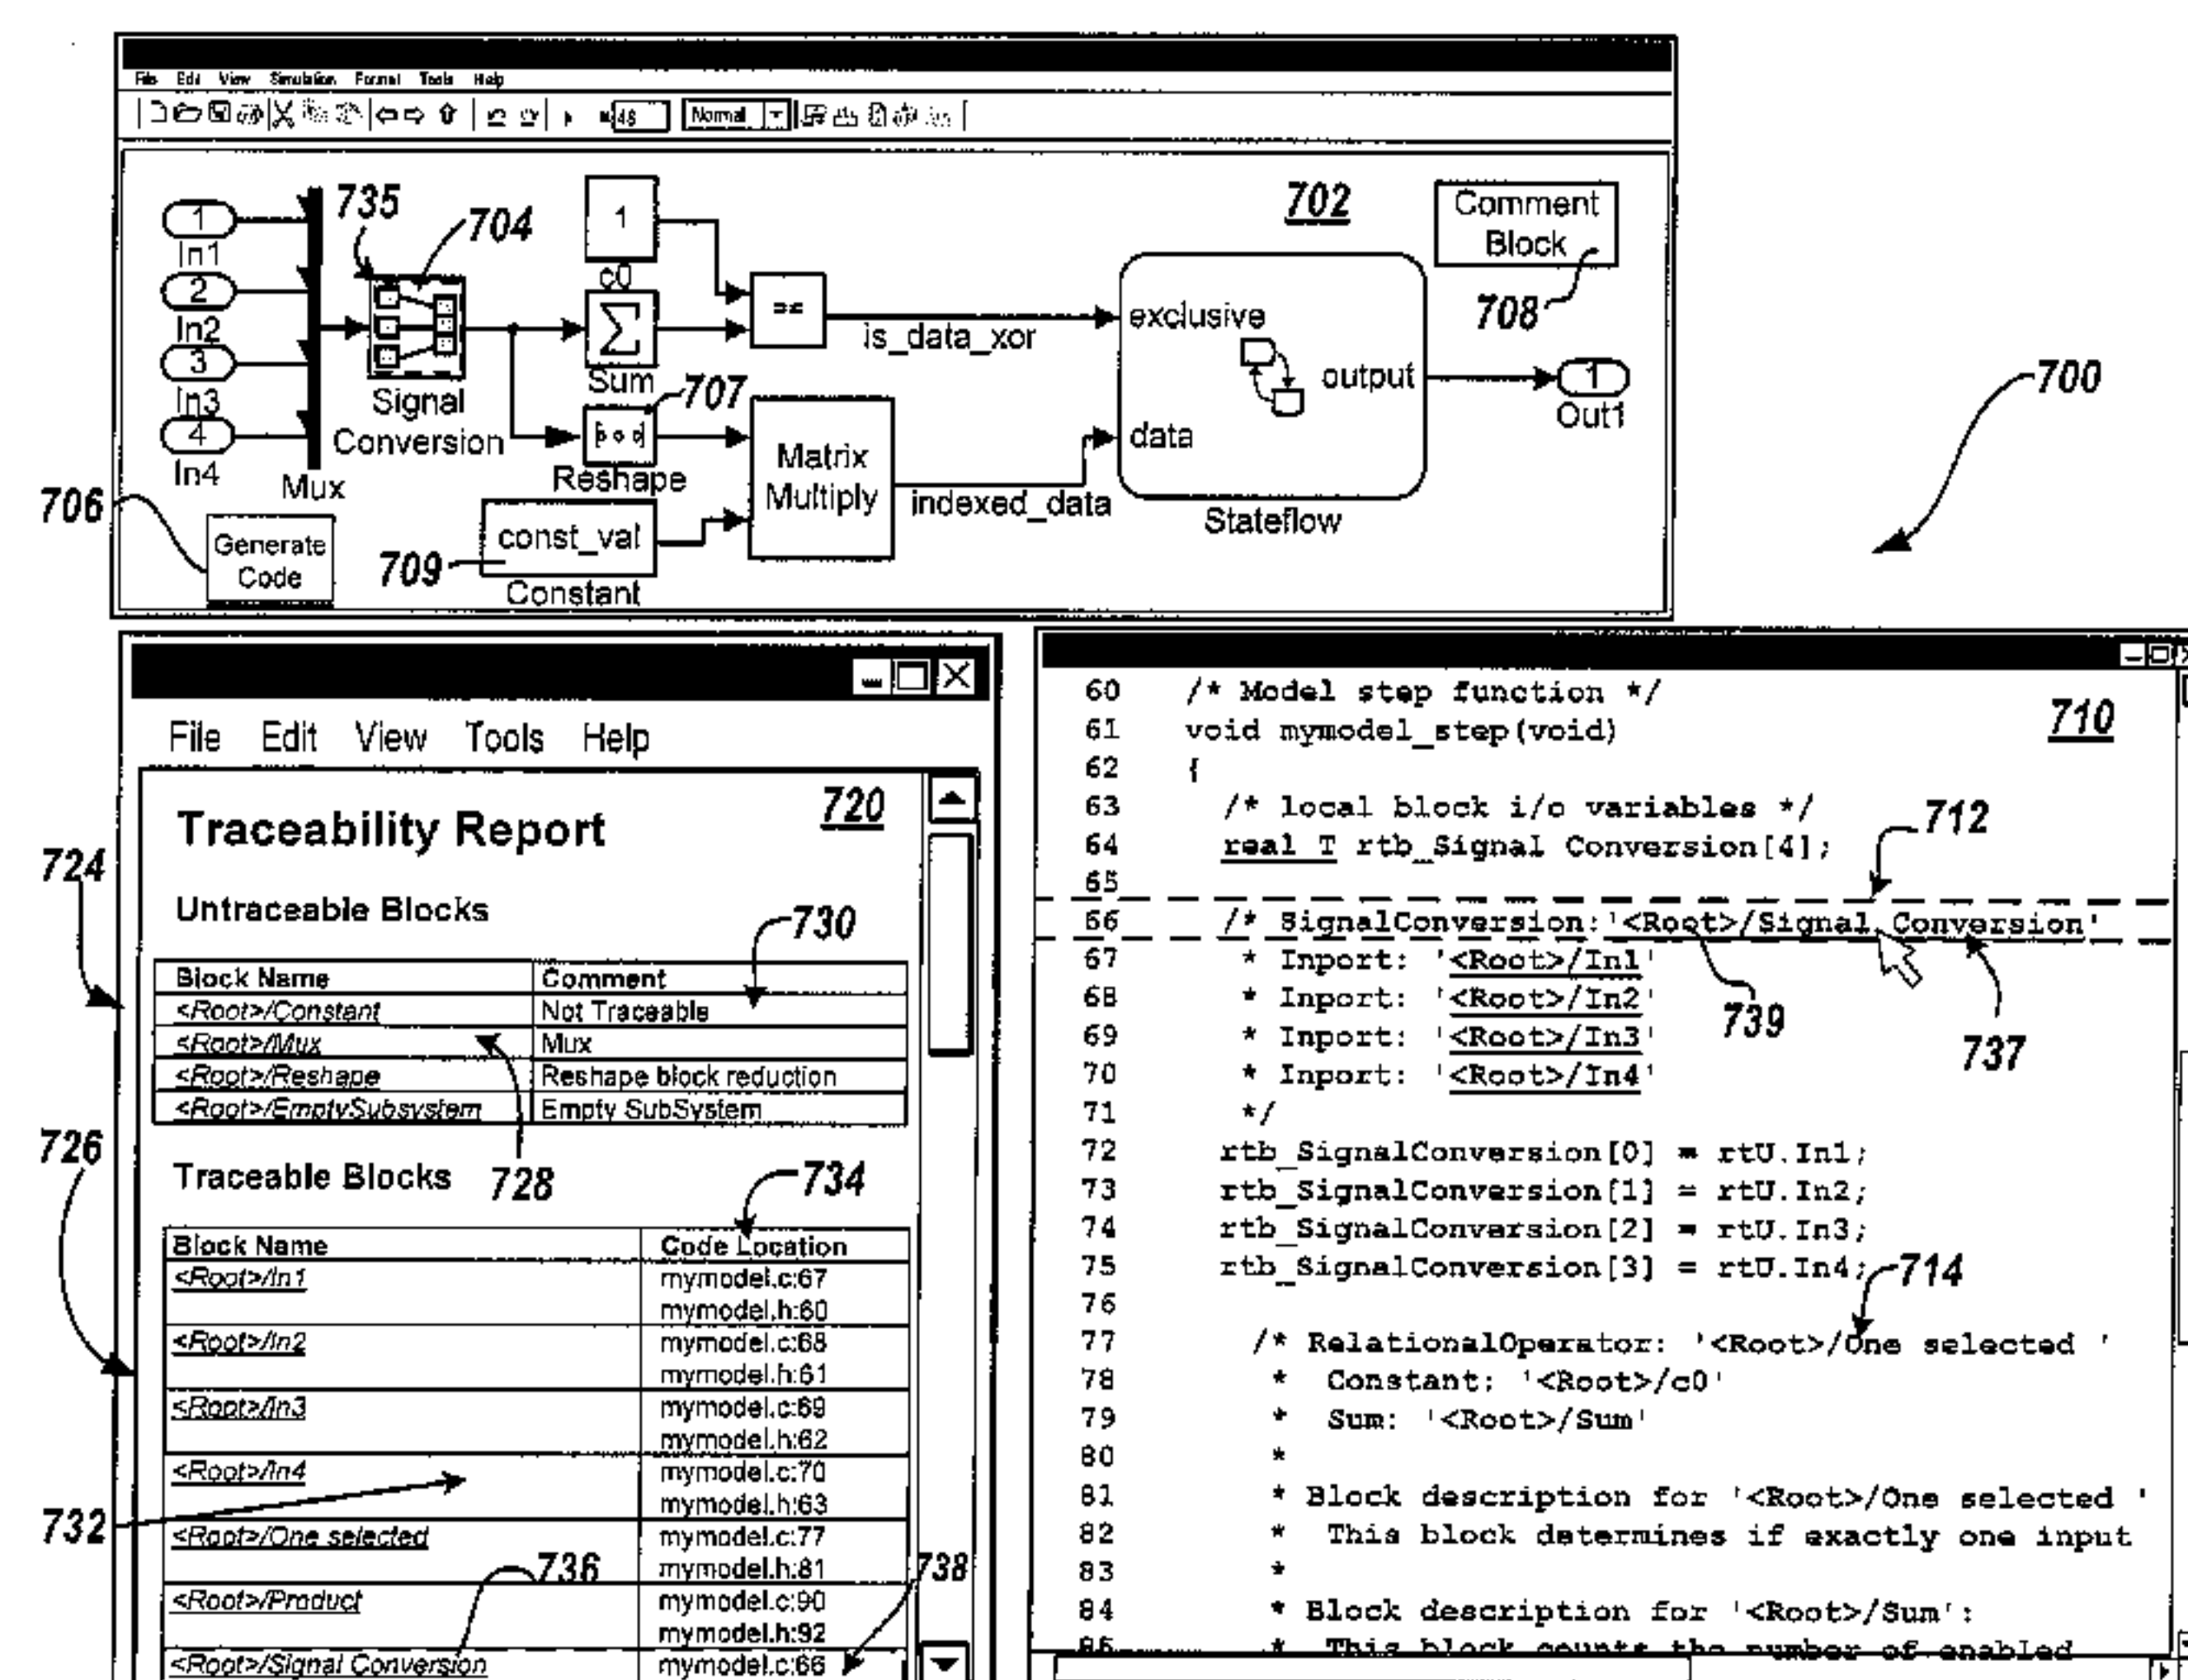 File Edit View Simulation Format Tools Help
48 Normal
735
704
1
In1
2
In2
3
In3
4
In4
Mux
Signal
Conversion
1
c0
Sum
==
is_data_xor
707
Reshape
const_val
709
Constant
Matrix
Multiply
indexed_data
702
exclusive
output
data
Stateflow
Comment
Block
708
1
Out1
700
706
Generate
Code
File Edit View Tools Help
720
Traceability Report
724
Untraceable Blocks
730
Block Name Comment
<Root>/Constant Not Traceable
<Root>/Mux Mux
<Root>/Reshape Reshape block reduction
<Root>/EmptySubsystem Empty SubSystem
726
Traceable Blocks
728
734
Block Name Code Location
<Root>/In1 mymodel.c:67
mymodel.h:60
<Root>/In2 mymodel.c:68
mymodel.h:61
<Root>/In3 mymodel.c:69
mymodel.h:62
<Root>/In4 mymodel.c:70
mymodel.h:63
732
<Root>/One selected mymodel.c:77
mymodel.h:81
736
738
<Root>/Product mymodel.c:90
mymodel.h:92
<Root>/Signal Conversion mymodel.c:66
710
60 /* Model step function */
61 void mymodel_step(void)
62 {
63 /* local block i/o variables */
64 real T rtb_Signal Conversion[4];
712
65
66 /* SignalConversion:'<Root>/Signal Conversion'
67 * Inport: '<Root>/In1'
68 * Inport: '<Root>/In2'
69 * Inport: '<Root>/In3'
70 * Inport: '<Root>/In4'
739
737
71 */
72 rtb_SignalConversion[0] = rtU.In1;
73 rtb_SignalConversion[1] = rtU.In2;
74 rtb_SignalConversion[2] = rtU.In3;
75 rtb_SignalConversion[3] = rtU.In4;
714
76
77 /* RelationalOperator: '<Root>/One selected '
78 * Constant: '<Root>/c0'
79 * Sum: '<Root>/Sum'
80 *
81 * Block description for '<Root>/One selected '
82 * This block determines if exactly one input
83 *
84 * Block description for '<Root>/Sum':
85 * This block counts the number of enabled